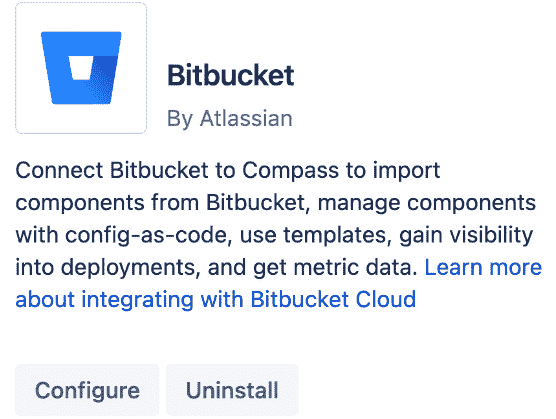 Bitbucket
By Atlassian
Connect Bitbucket to Compass to import
components from Bitbucket, manage components
with config-as-code, use templates, gain visibility
into deployments, and get metric data. Learn more
about integrating with Bitbucket Cloud
Configure Uninstall